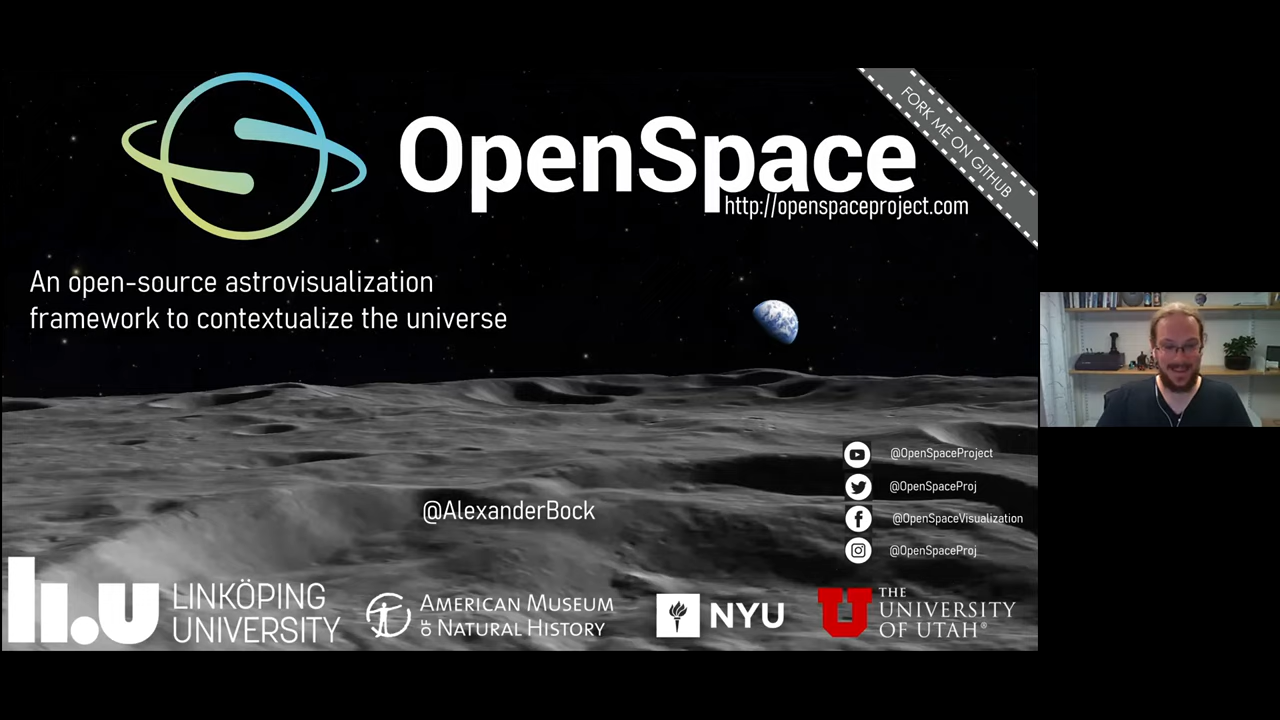 OpenSpace
http://openspaceproject.com
FORK ME ON GITHUB
An open-source astrovisualization
framework to contextualize the universe
@OpenSpaceProject
@OpenSpaceProj
@OpenSpaceVisualization
@OpenSpaceProj
@AlexanderBock
li.u LINKÖPING
UNIVERSITY
AMERICAN MUSEUM
OF NATURAL HISTORY
NYU
U THE
UNIVERSITY
OF UTAH®